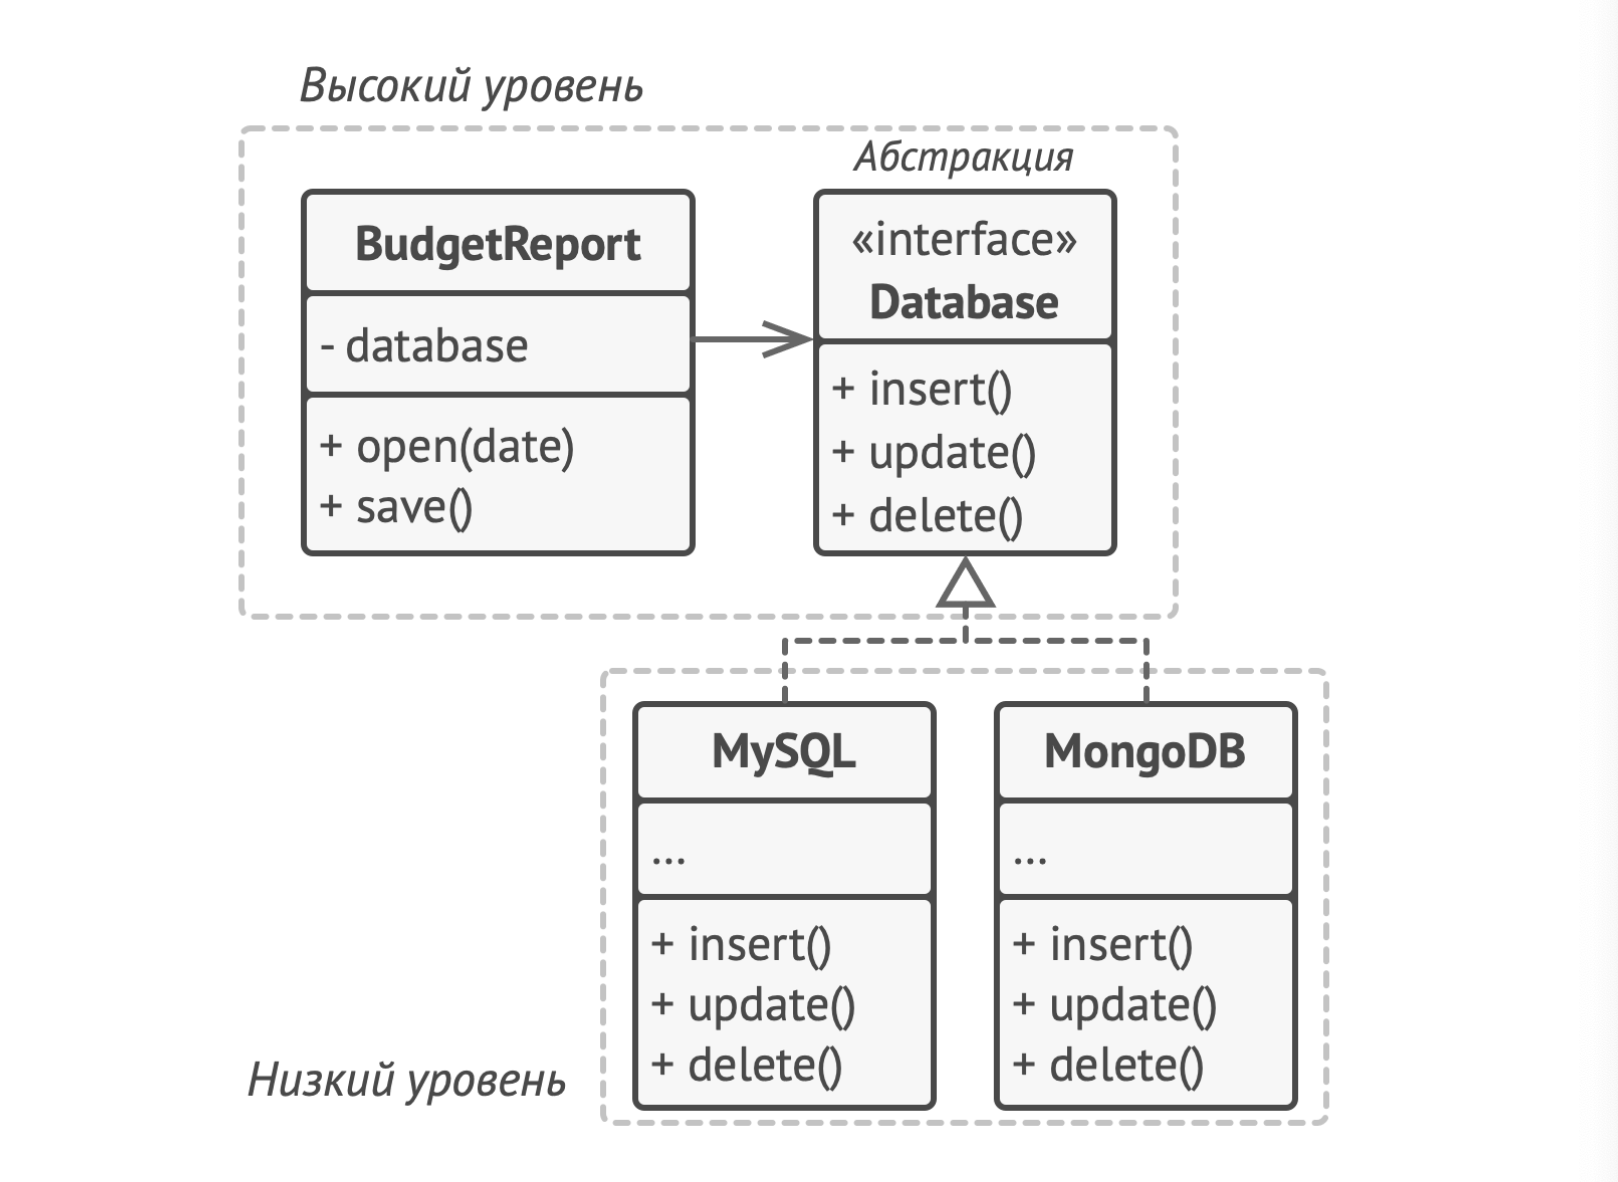 Высокий уровень
Абстракция
BudgetReport
- database
+ open(date)
+ save()
«interface»
Database
+ insert()
+ update()
+ delete()
MySQL
...
+ insert()
+ update()
+ delete()
MongoDB
...
+ insert()
+ update()
+ delete()
Низкий уровень